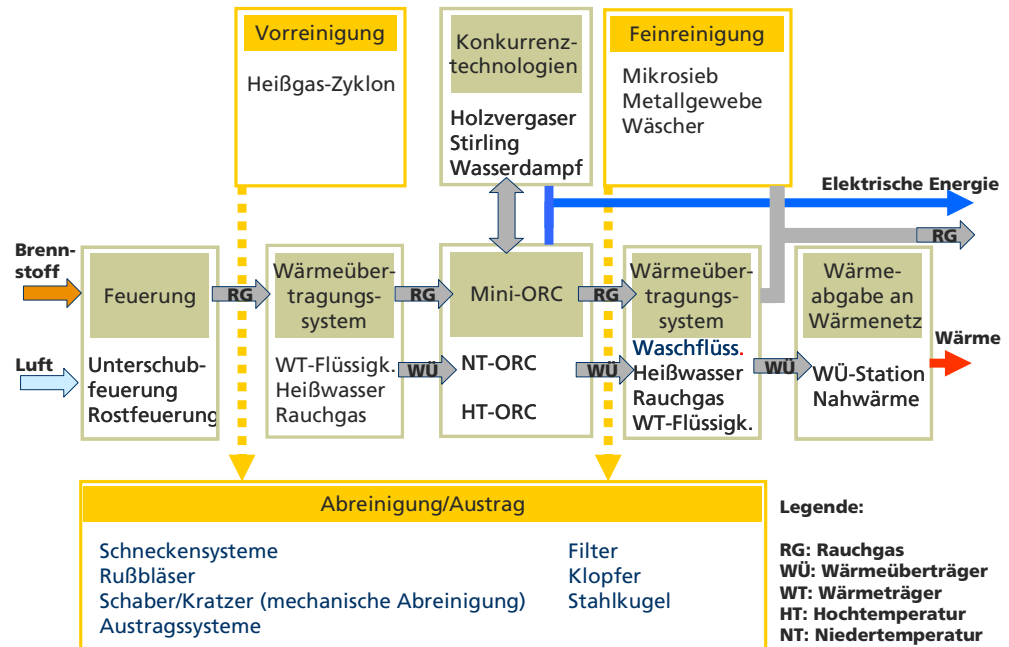 Vorreinigung
Heißgas-Zyklon
Konkurrenz-
technologien
Holzvergaser
Stirling
Wasserdampf
Feinreinigung
Mikrosieb
Metallgewebe
Wäscher
Elektrische Energie
RG
Brenn-
stoff
Luft
Feuerung
Unterschub-
feuerung
Rostfeuerung
RG
Wärmeüber-
tragungs-
system
WT-Flüssigk.
Heißwasser
Rauchgas
RG
WÜ
Mini-ORC
NT-ORC
HT-ORC
RG
WÜ
Wärmeüber-
tragungs-
system
Waschflüss.
Heißwasser
Rauchgas
WT-Flüssigk.
WÜ
Wärme-
abgabe an
Wärmenetz
WÜ-Station
Nahwärme
Wärme
Abreinigung/Austrag
Schneckensysteme
Rußbläser
Schaber/Kratzer (mechanische Abreinigung)
Austragssysteme
Filter
Klopfer
Stahlkugel
Legende:
RG: Rauchgas
WÜ: Wärmeüberträger
WT: Wärmeträger
HT: Hochtemperatur
NT: Niedertemperatur